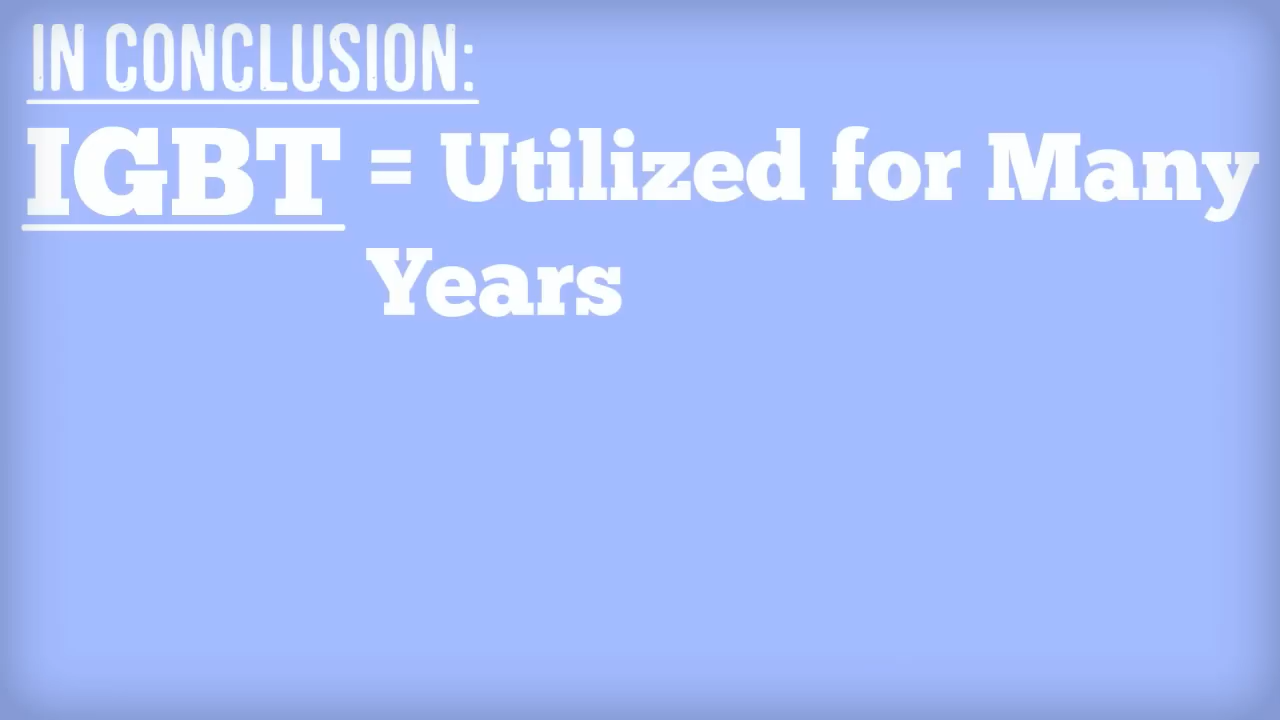 IN CONCLUSION:
IGBT = Utilized for Many
Years